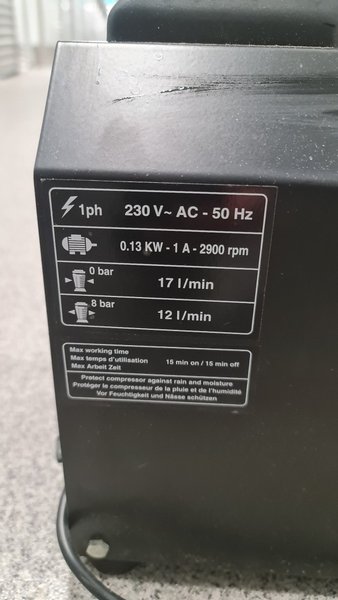 1ph 230 V~ AC - 50 Hz
0.13 KW - 1 A - 2900 rpm
0 bar 17 l/min
8 bar 12 l/min
Max working time
Max temps d'utilisation 15 min on / 15 min off
Max Arbeit Zeit
Protect compressor against rain and moisture
Protéger le compresseur de la pluie et de l'humidité
Vor Feuchtigkeit und Nässe schützen